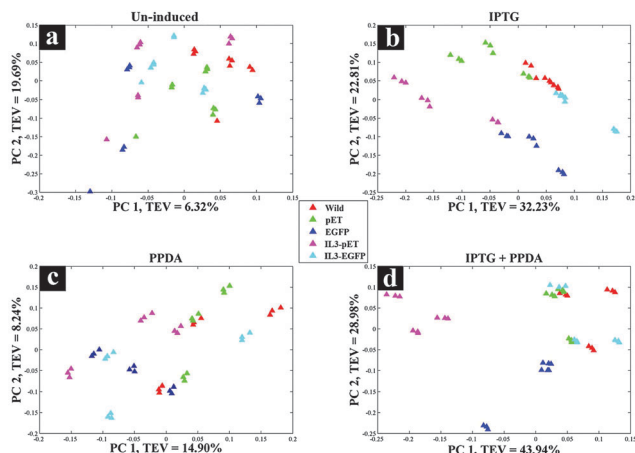 Un-induced
a
PC 2, TEV = 19.69%
0.15
0.1
0.05
0
-0.05
-0.1
-0.15
-0.2
-0.25
-0.3
-0.15 -0.1 -0.05 0 0.05 0.1 0.15
PC 1, TEV = 6.32%
IPTG
b
PC 2, TEV = 22.81%
0.2
0.15
0.1
0.05
0
-0.05
-0.1
-0.15
-0.2
-0.25
-0.25 -0.2 -0.15 -0.1 -0.05 0 0.05 0.1 0.15 0.2
PC 1, TEV = 32.23%
Wild
pET
EGFP
IL3-pET
IL3-EGFP
PPDA
c
PC 2, TEV = 8.24%
0.2
0.15
0.1
0.05
0
-0.05
-0.1
-0.15
-0.2
-0.2 -0.15 -0.1 -0.05 0 0.05 0.1 0.15 0.2
PC 1, TEV = 14.90%
IPTG + PPDA
d
PC 2, TEV = 28.98%
0.15
0.1
0.05
0
-0.05
-0.1
-0.15
-0.2
-0.25
-0.25 -0.2 -0.15 -0.1 -0.05 0 0.05 0.1 0.15
PC 1, TEV = 43.94%